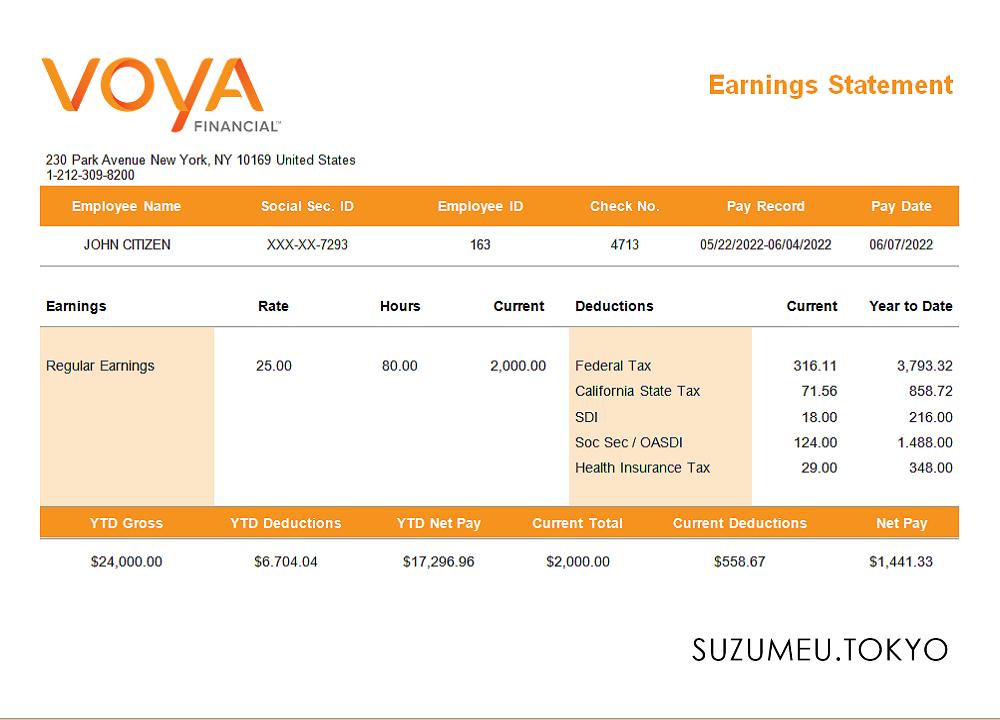 VOYA
FINANCIAL™
Earnings Statement
230 Park Avenue New York, NY 10169 United States
1-212-309-8200
Employee Name Social Sec. ID Employee ID Check No. Pay Record Pay Date
JOHN CITIZEN XXX-XX-7293 163 4713 05/22/2022-06/04/2022 06/07/2022
Earnings Rate Hours Current Deductions Current Year to Date
Regular Earnings 25.00 80.00 2,000.00 Federal Tax 316.11 3,793.32
California State Tax 71.56 858.72
SDI 18.00 216.00
Soc Sec / OASDI 124.00 1.488.00
Health Insurance Tax 29.00 348.00
YTD Gross YTD Deductions YTD Net Pay Current Total Current Deductions Net Pay
$24,000.00 $6.704.04 $17,296.96 $2,000.00 $558.67 $1,441.33
SUZUMEU.TOKYO